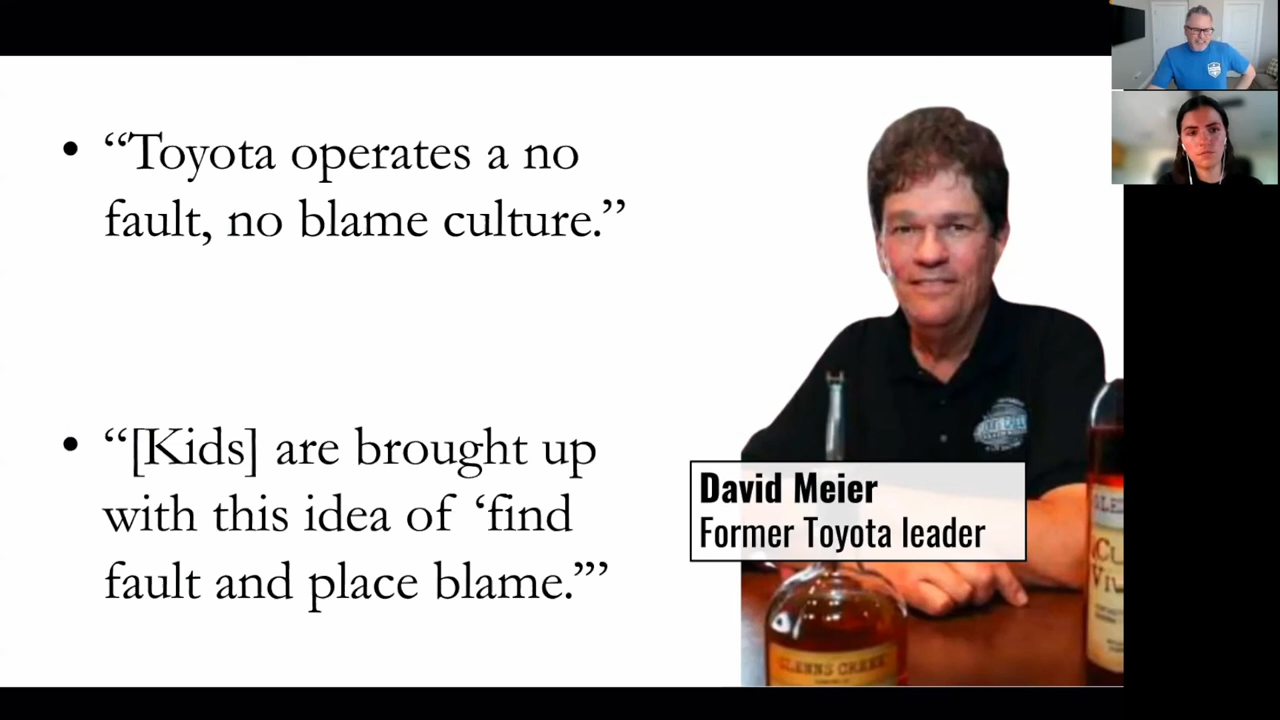 • “Toyota operates a no
fault, no blame culture.”
• “[Kids] are brought up
with this idea of ‘find
fault and place blame.’”
David Meier
Former Toyota leader
GLENNS CREEK